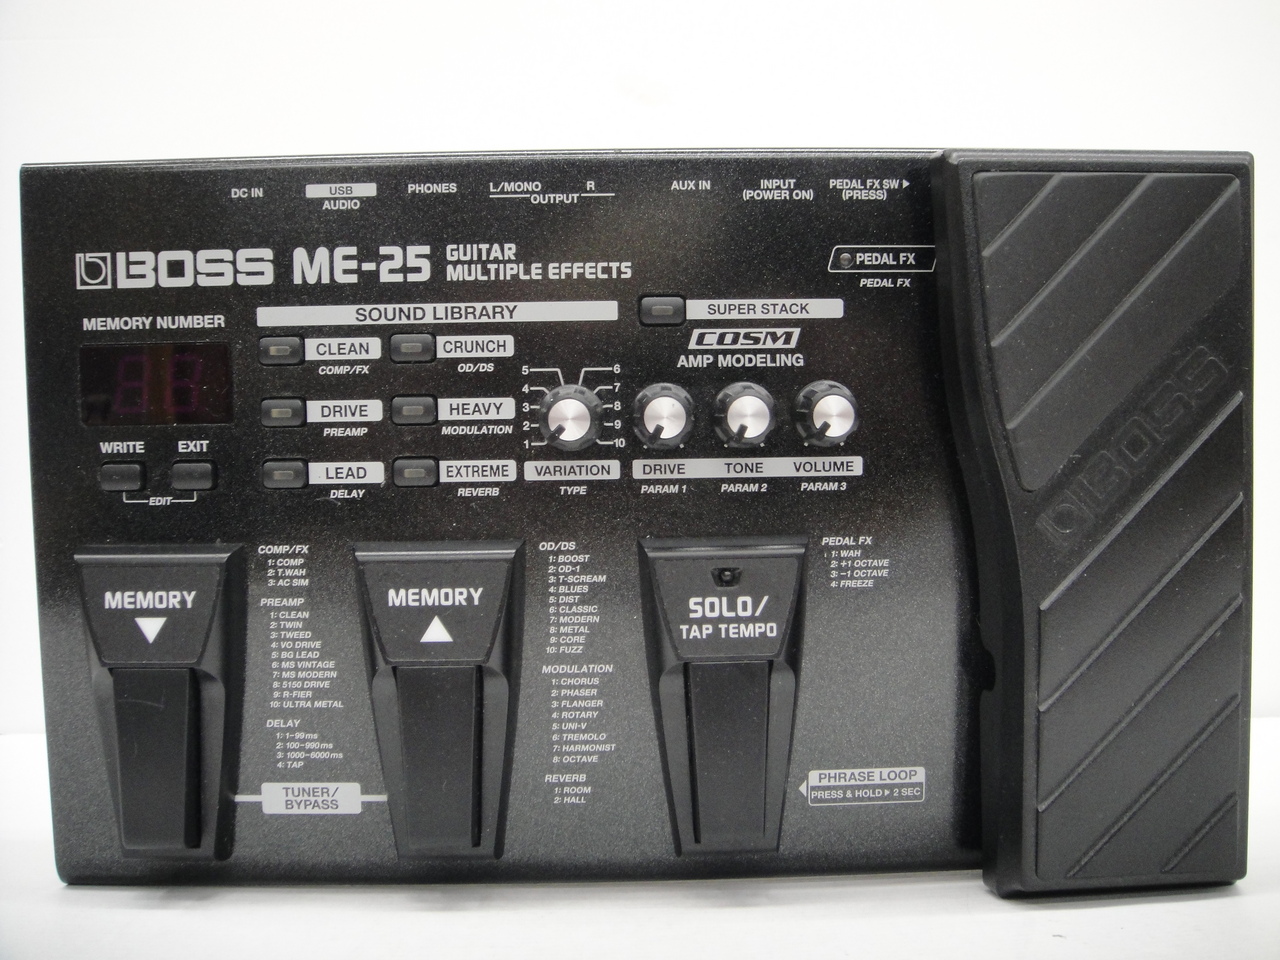 DC IN
USB
AUDIO
PHONES
L/MONO R
OUTPUT
AUX IN
INPUT
(POWER ON)
PEDAL FX SW ▶
(PRESS)
BOSS ME-25 GUITAR
MULTIPLE EFFECTS
PEDAL FX
PEDAL FX
MEMORY NUMBER
WRITE EXIT
EDIT
SOUND LIBRARY
CLEAN
COMP/FX
CRUNCH
OD/DS
DRIVE
PREAMP
HEAVY
MODULATION
LEAD
DELAY
EXTREME
REVERB
5 6
4 7
3 8
2 9
1 10
VARIATION
TYPE
SUPER STACK
COSM
AMP MODELING
DRIVE TONE VOLUME
PARAM 1 PARAM 2 PARAM 3
BOSS
MEMORY
▼
COMP/FX
1: COMP
2: T.WAH
3: AC SIM
PREAMP
1: CLEAN
2: TWIN
3: TWEED
4: VO DRIVE
5: BG LEAD
6: MS VINTAGE
7: MS MODERN
8: 5150 DRIVE
9: R-FIER
10: ULTRA METAL
DELAY
1: 1–99ms
2: 100–990ms
3: 1000–6000ms
4: TAP
TUNER/
BYPASS
MEMORY
▲
OD/DS
1: BOOST
2: OD-1
3: T-SCREAM
4: BLUES
5: DIST
6: CLASSIC
7: MODERN
8: METAL
9: CORE
10: FUZZ
MODULATION
1: CHORUS
2: PHASER
3: FLANGER
4: ROTARY
5: UNI-V
6: TREMOLO
7: HARMONIST
8: OCTAVE
REVERB
1: ROOM
2: HALL
SOLO/
TAP TEMPO
PEDAL FX
1: WAH
2: +1 OCTAVE
3: −1 OCTAVE
4: FREEZE
PHRASE LOOP
PRESS & HOLD ▶ 2 SEC